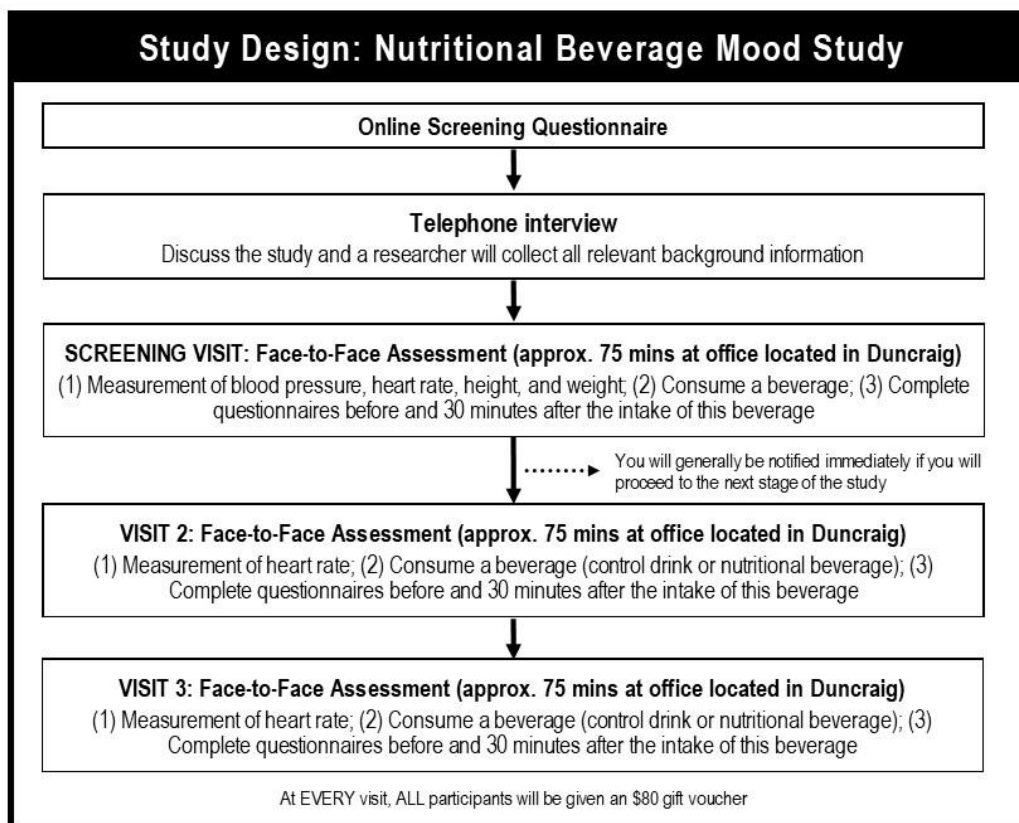 Study Design: Nutritional Beverage Mood Study
Online Screening Questionnaire
Telephone interview
Discuss the study and a researcher will collect all relevant background information
SCREENING VISIT: Face-to-Face Assessment (approx. 75 mins at office located in Duncraig)
(1) Measurement of blood pressure, heart rate, height, and weight; (2) Consume a beverage; (3) Complete
questionnaires before and 30 minutes after the intake of this beverage
You will generally be notified immediately if you will
proceed to the next stage of the study
VISIT 2: Face-to-Face Assessment (approx. 75 mins at office located in Duncraig)
(1) Measurement of heart rate; (2) Consume a beverage (control drink or nutritional beverage); (3)
Complete questionnaires before and 30 minutes after the intake of this beverage
VISIT 3: Face-to-Face Assessment (approx. 75 mins at office located in Duncraig)
(1) Measurement of heart rate; (2) Consume a beverage (control drink or nutritional beverage); (3)
Complete questionnaires before and 30 minutes after the intake of this beverage
At EVERY visit, ALL participants will be given an $80 gift voucher